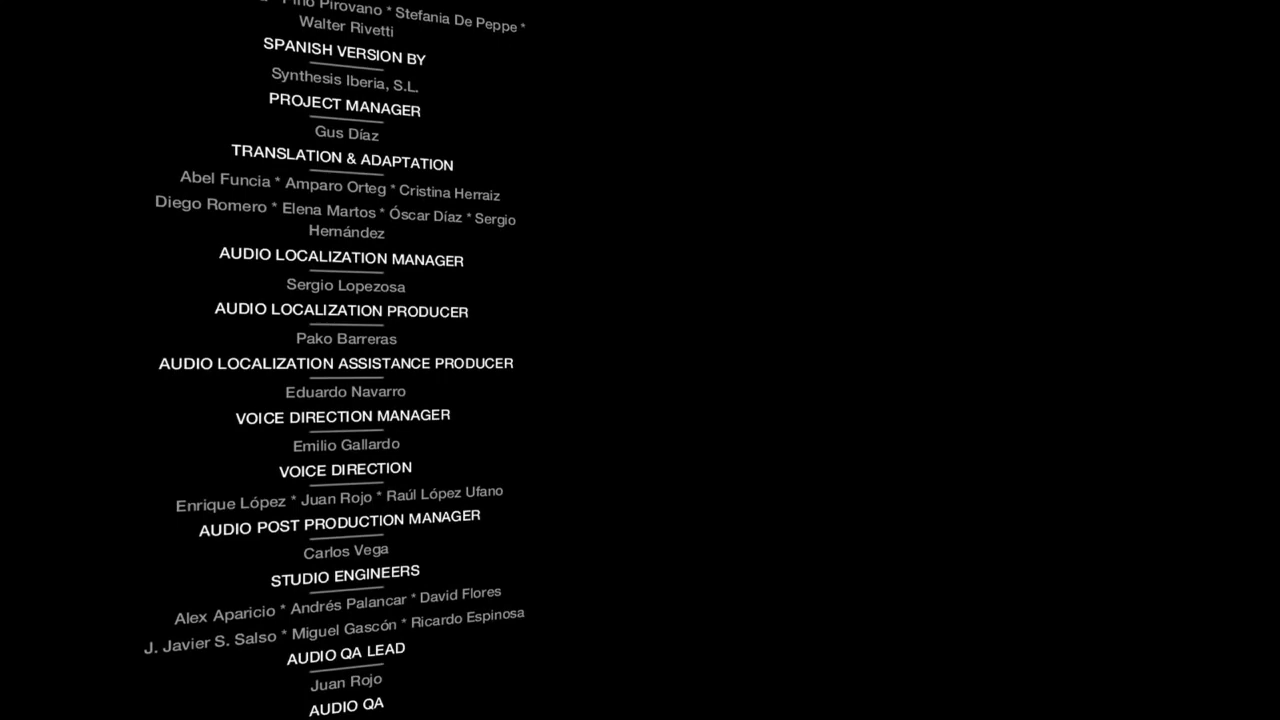 Pino Pirovano * Stefania De Peppe *
Walter Rivetti
SPANISH VERSION BY
Synthesis Iberia, S.L.
PROJECT MANAGER
Gus Díaz
TRANSLATION & ADAPTATION
Abel Funcia * Amparo Orteg * Cristina Herraiz
Diego Romero * Elena Martos * Óscar Díaz * Sergio
Hernández
AUDIO LOCALIZATION MANAGER
Sergio Lopezosa
AUDIO LOCALIZATION PRODUCER
Pako Barreras
AUDIO LOCALIZATION ASSISTANCE PRODUCER
Eduardo Navarro
VOICE DIRECTION MANAGER
Emilio Gallardo
VOICE DIRECTION
Enrique López * Juan Rojo * Raúl López Ufano
AUDIO POST PRODUCTION MANAGER
Carlos Vega
STUDIO ENGINEERS
Alex Aparicio * Andrés Palancar * David Flores
J. Javier S. Salso * Miguel Gascón * Ricardo Espinosa
AUDIO QA LEAD
Juan Rojo
AUDIO QA